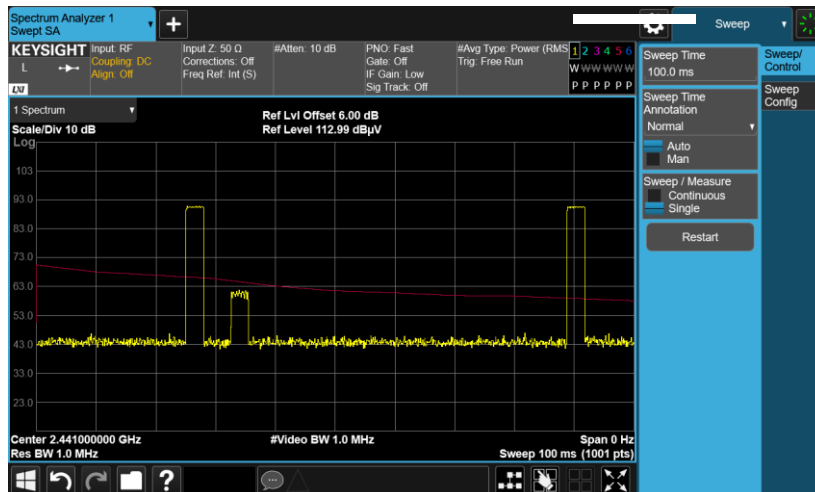 Spectrum Analyzer 1
Swept SA
Sweep
KEYSIGHT
L
LXI
Input: RF
Coupling: DC
Align: Off
Input Z: 50 Ω
Corrections: Off
Freq Ref: Int (S)
#Atten: 10 dB
PNO: Fast
Gate: Off
IF Gain: Low
Sig Track: Off
#Avg Type: Power (RMS
Trig: Free Run
1 2 3 4 5 6
W W W W W W
P P P P P P
1 Spectrum
Scale/Div 10 dB
Ref Lvl Offset 6.00 dB
Ref Level 112.99 dBµV
Log
103
93.0
83.0
73.0
63.0
53.0
43.0
33.0
23.0
Center 2.441000000 GHz
Res BW 1.0 MHz
#Video BW 1.0 MHz
Span 0 Hz
Sweep 100 ms (1001 pts)
Sweep Time
100.0 ms
Sweep Time
Annotation
Normal
Auto
Man
Sweep / Measure
Continuous
Single
Restart
Sweep/
Control
Sweep
Config
?